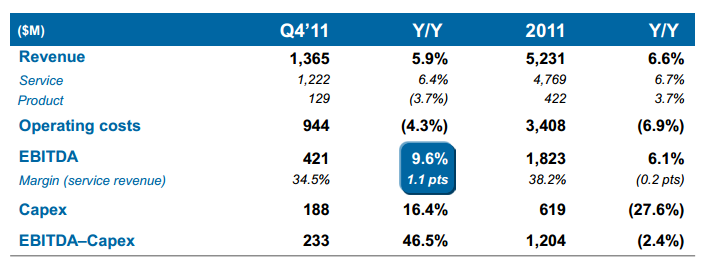 ($M) Q4’11 Y/Y 2011 Y/Y
Revenue 1,365 5.9% 5,231 6.6%
Service 1,222 6.4% 4,769 6.7%
Product 129 (3.7%) 422 3.7%
Operating costs 944 (4.3%) 3,408 (6.9%)
EBITDA 421 9.6% 1,823 6.1%
Margin (service revenue) 34.5% 1.1 pts 38.2% (0.2 pts)
Capex 188 16.4% 619 (27.6%)
EBITDA–Capex 233 46.5% 1,204 (2.4%)